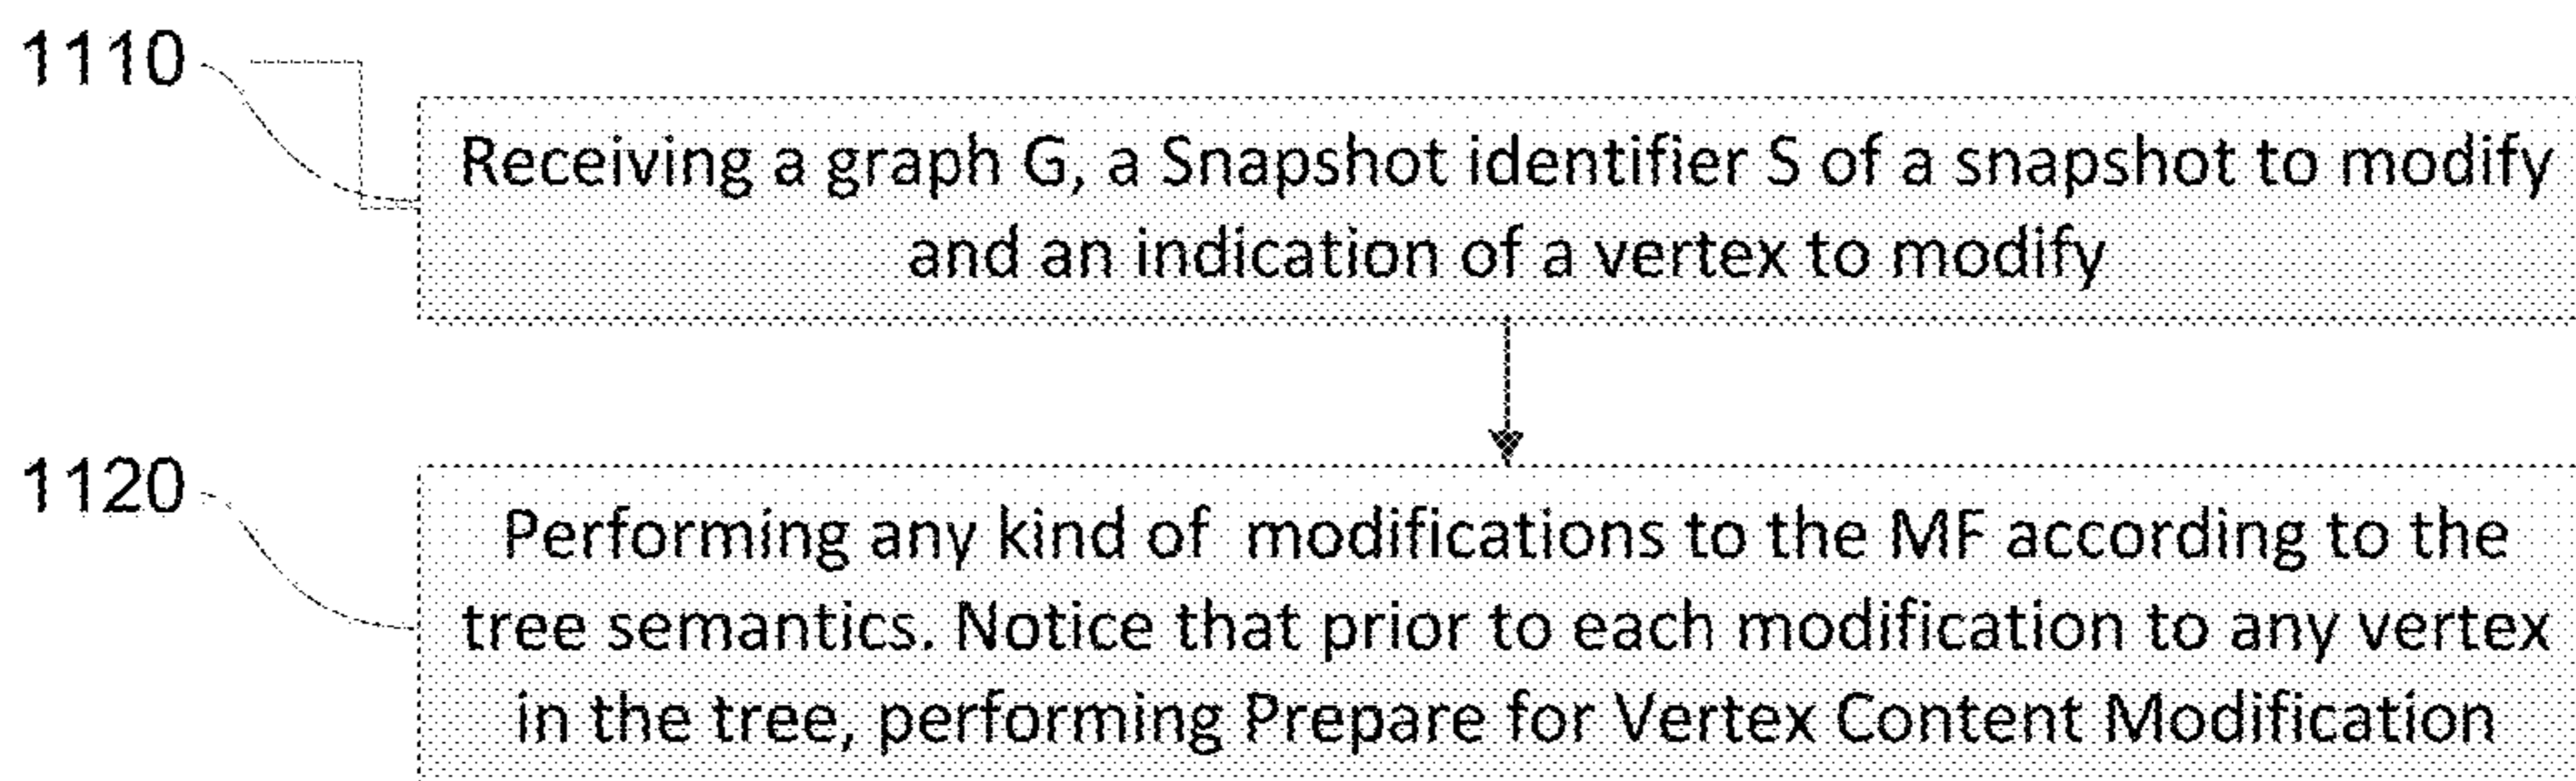 1110
Receiving a graph G, a Snapshot identifier S of a snapshot to modify
and an indication of a vertex to modify
1120
Performing any kind of modifications to the MF according to the
tree semantics. Notice that prior to each modification to any vertex
in the tree, performing Prepare for Vertex Content Modification